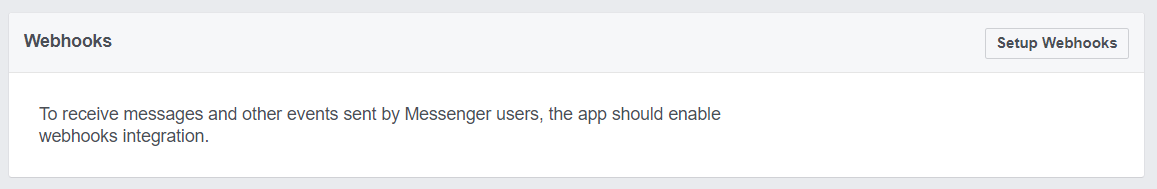 Webhooks
Setup Webhooks
To receive messages and other events sent by Messenger users, the app should enable
webhooks integration.